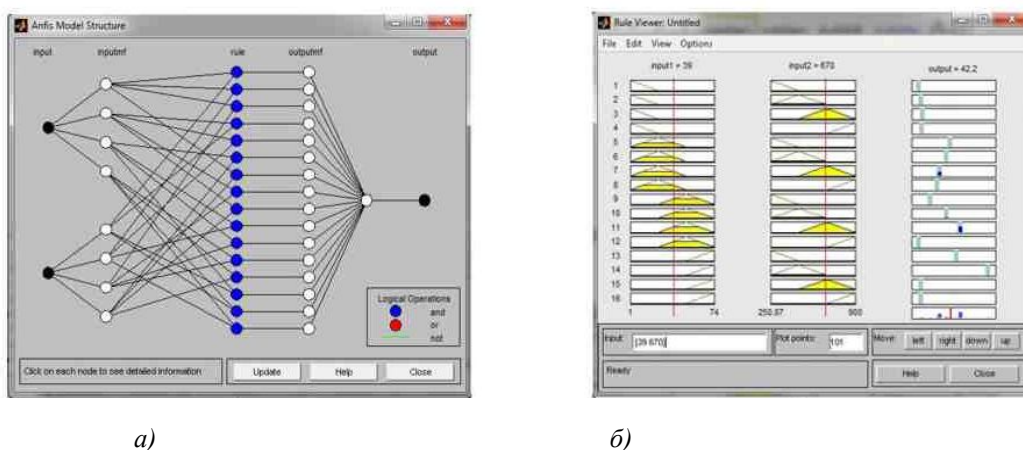 Anfis Model Structure
input inputmf rule outputmf output
Logical Operations
and
or
not
Click on each node to see detailed information
Update Help Close
а)
Rule Viewer: Untitled
File Edit View Options
input1 = 39 input2 = 670 output = 42.2
1
2
3
4
5
6
7
8
9
10
11
12
13
14
15
16
1 74 900
Input: [39 670] Plot points: 101 Move: left right down up
Ready
Help Close
б)